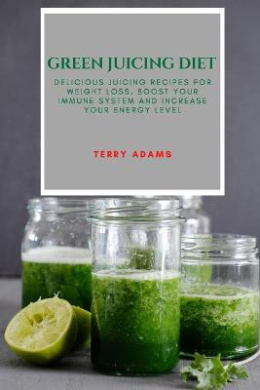 GREEN JUICING DIET
DELICIOUS JUICING RECIPES FOR
WEIGHT LOSS, BOOST YOUR
IMMUNE SYSTEM AND INCREASE
YOUR ENERGY LEVEL
TERRY ADAMS